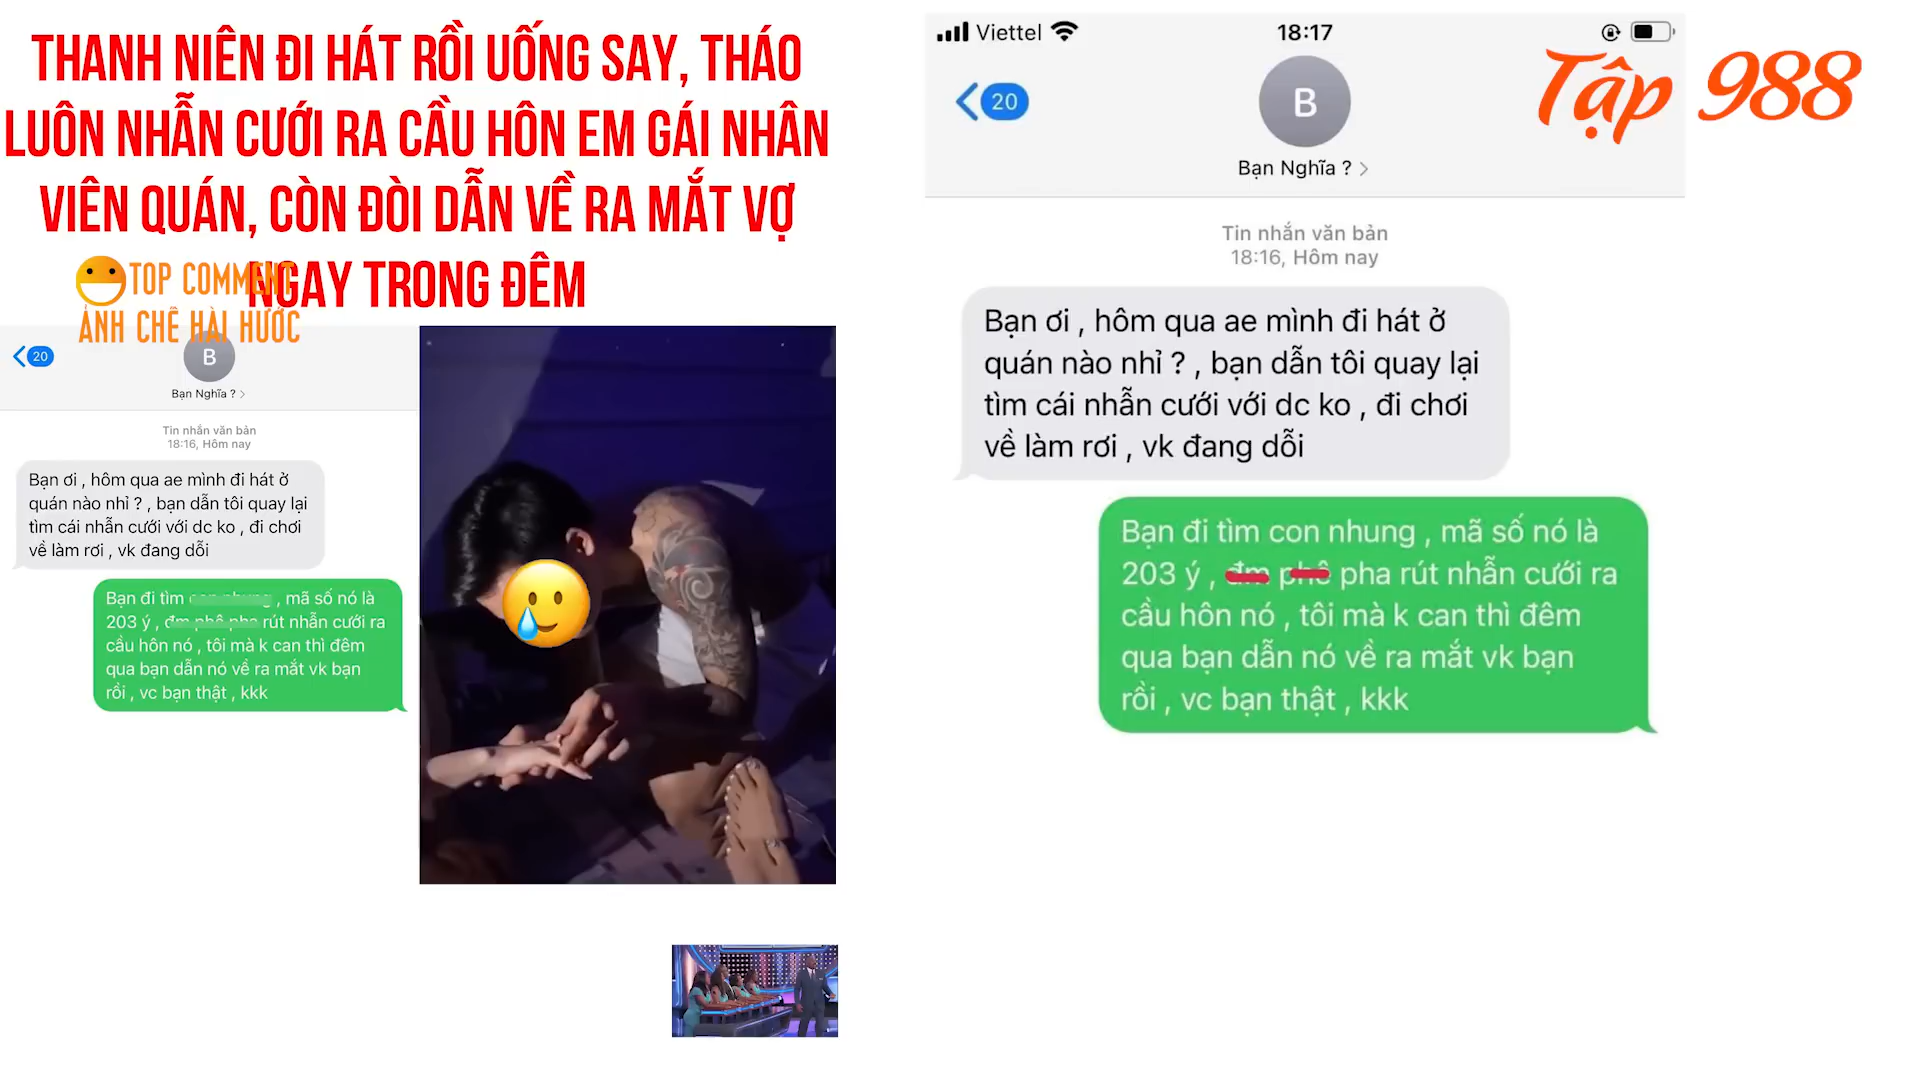 THANH NIÊN ĐI HÁT RỒI UỐNG SAY, THÁO
LUÔN NHẪN CƯỚI RA CẦU HÔN EM GÁI NHÂN
VIÊN QUÁN, CÒN ĐÒI DẪN VỀ RA MẮT VỢ
NGAY TRONG ĐÊM
TOP COMMENT
ẢNH CHẾ HÀI HƯỚC
20
B
Bạn Nghĩa ?
Tin nhắn văn bản
18:16, Hôm nay
Bạn ơi , hôm qua ae mình đi hát ở
quán nào nhỉ ? , bạn dẫn tôi quay lại
tìm cái nhẫn cưới với dc ko , đi chơi
về làm rơi , vk đang dỗi
Bạn đi tìm con nhung , mã số nó là
203 ý , đm phê pha rút nhẫn cưới ra
cầu hôn nó , tôi mà k can thì đêm
qua bạn dẫn nó về ra mắt vk bạn
rồi , vc bạn thật , kkk
Viettel
18:17
Tập 988
20
B
Bạn Nghĩa ?
Tin nhắn văn bản
18:16, Hôm nay
Bạn ơi , hôm qua ae mình đi hát ở
quán nào nhỉ ? , bạn dẫn tôi quay lại
tìm cái nhẫn cưới với dc ko , đi chơi
về làm rơi , vk đang dỗi
Bạn đi tìm con nhung , mã số nó là
203 ý , đm phê pha rút nhẫn cưới ra
cầu hôn nó , tôi mà k can thì đêm
qua bạn dẫn nó về ra mắt vk bạn
rồi , vc bạn thật , kkk